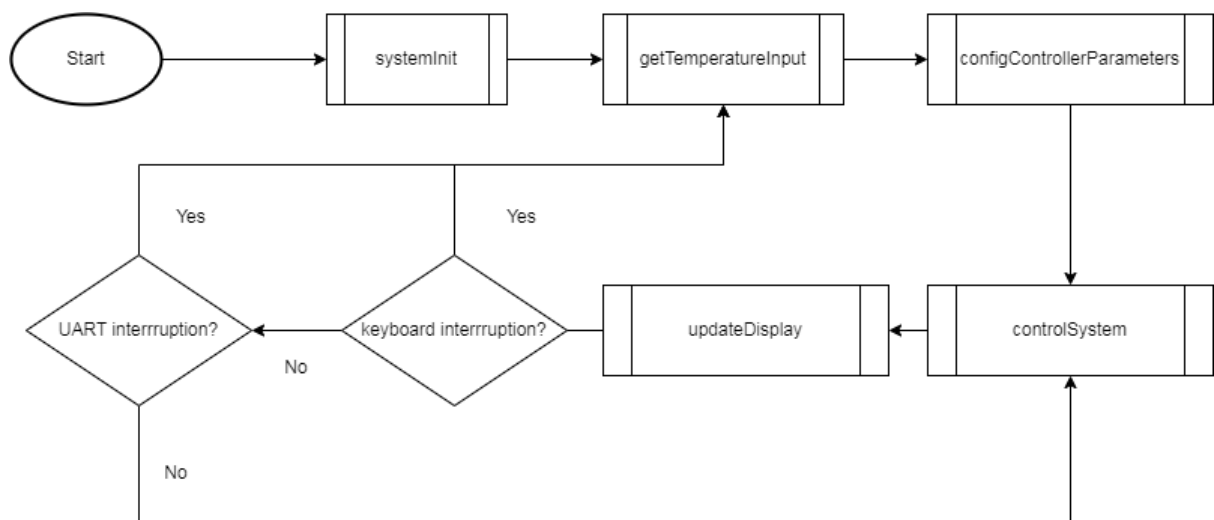 Start
systemInit
getTemperatureInput
configControllerParameters
Yes
Yes
UART interrruption?
keyboard interrruption?
updateDisplay
controlSystem
No
No